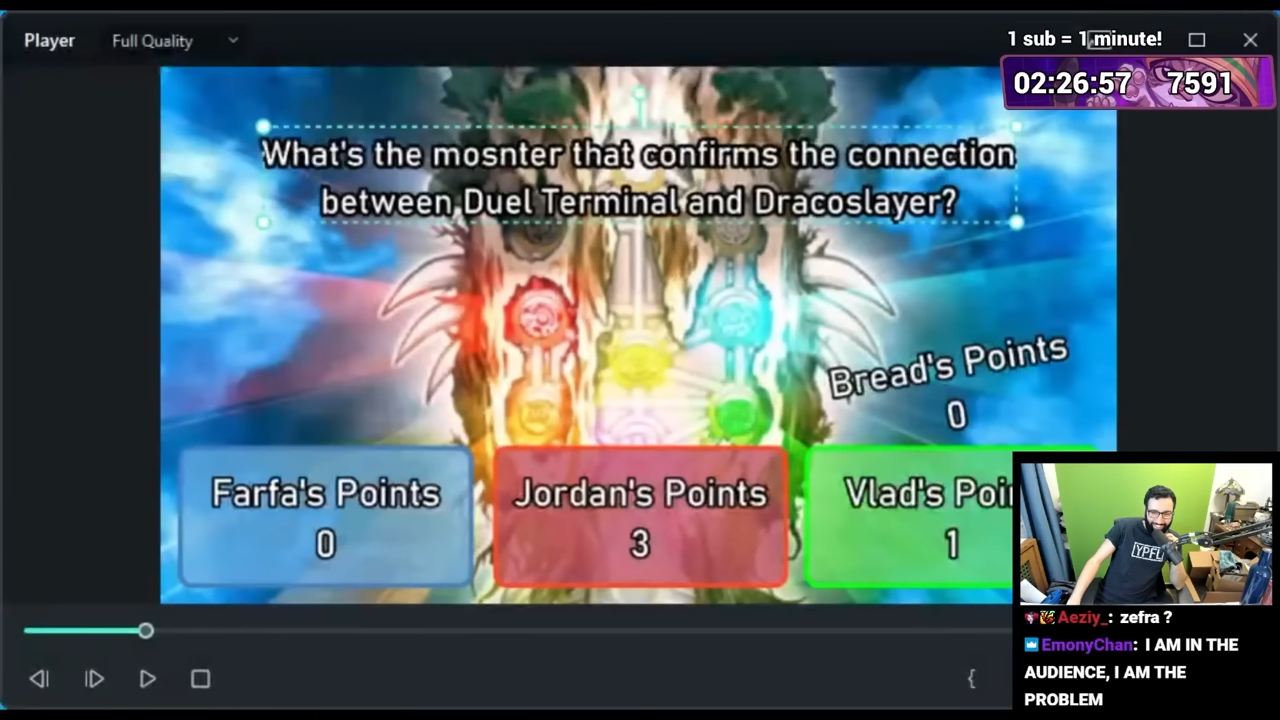 Player
Full Quality
1 sub = 1 minute!
02:26:57 7591
What's the mosnter that confirms the connection
between Duel Terminal and Dracoslayer?
Bread's Points
0
Farfa's Points
0
Jordan's Points
3
Vlad's Poin
1
YPFL
Aeziy_: zefra ?
EmonyChan: I AM IN THE
AUDIENCE, I AM THE
PROBLEM